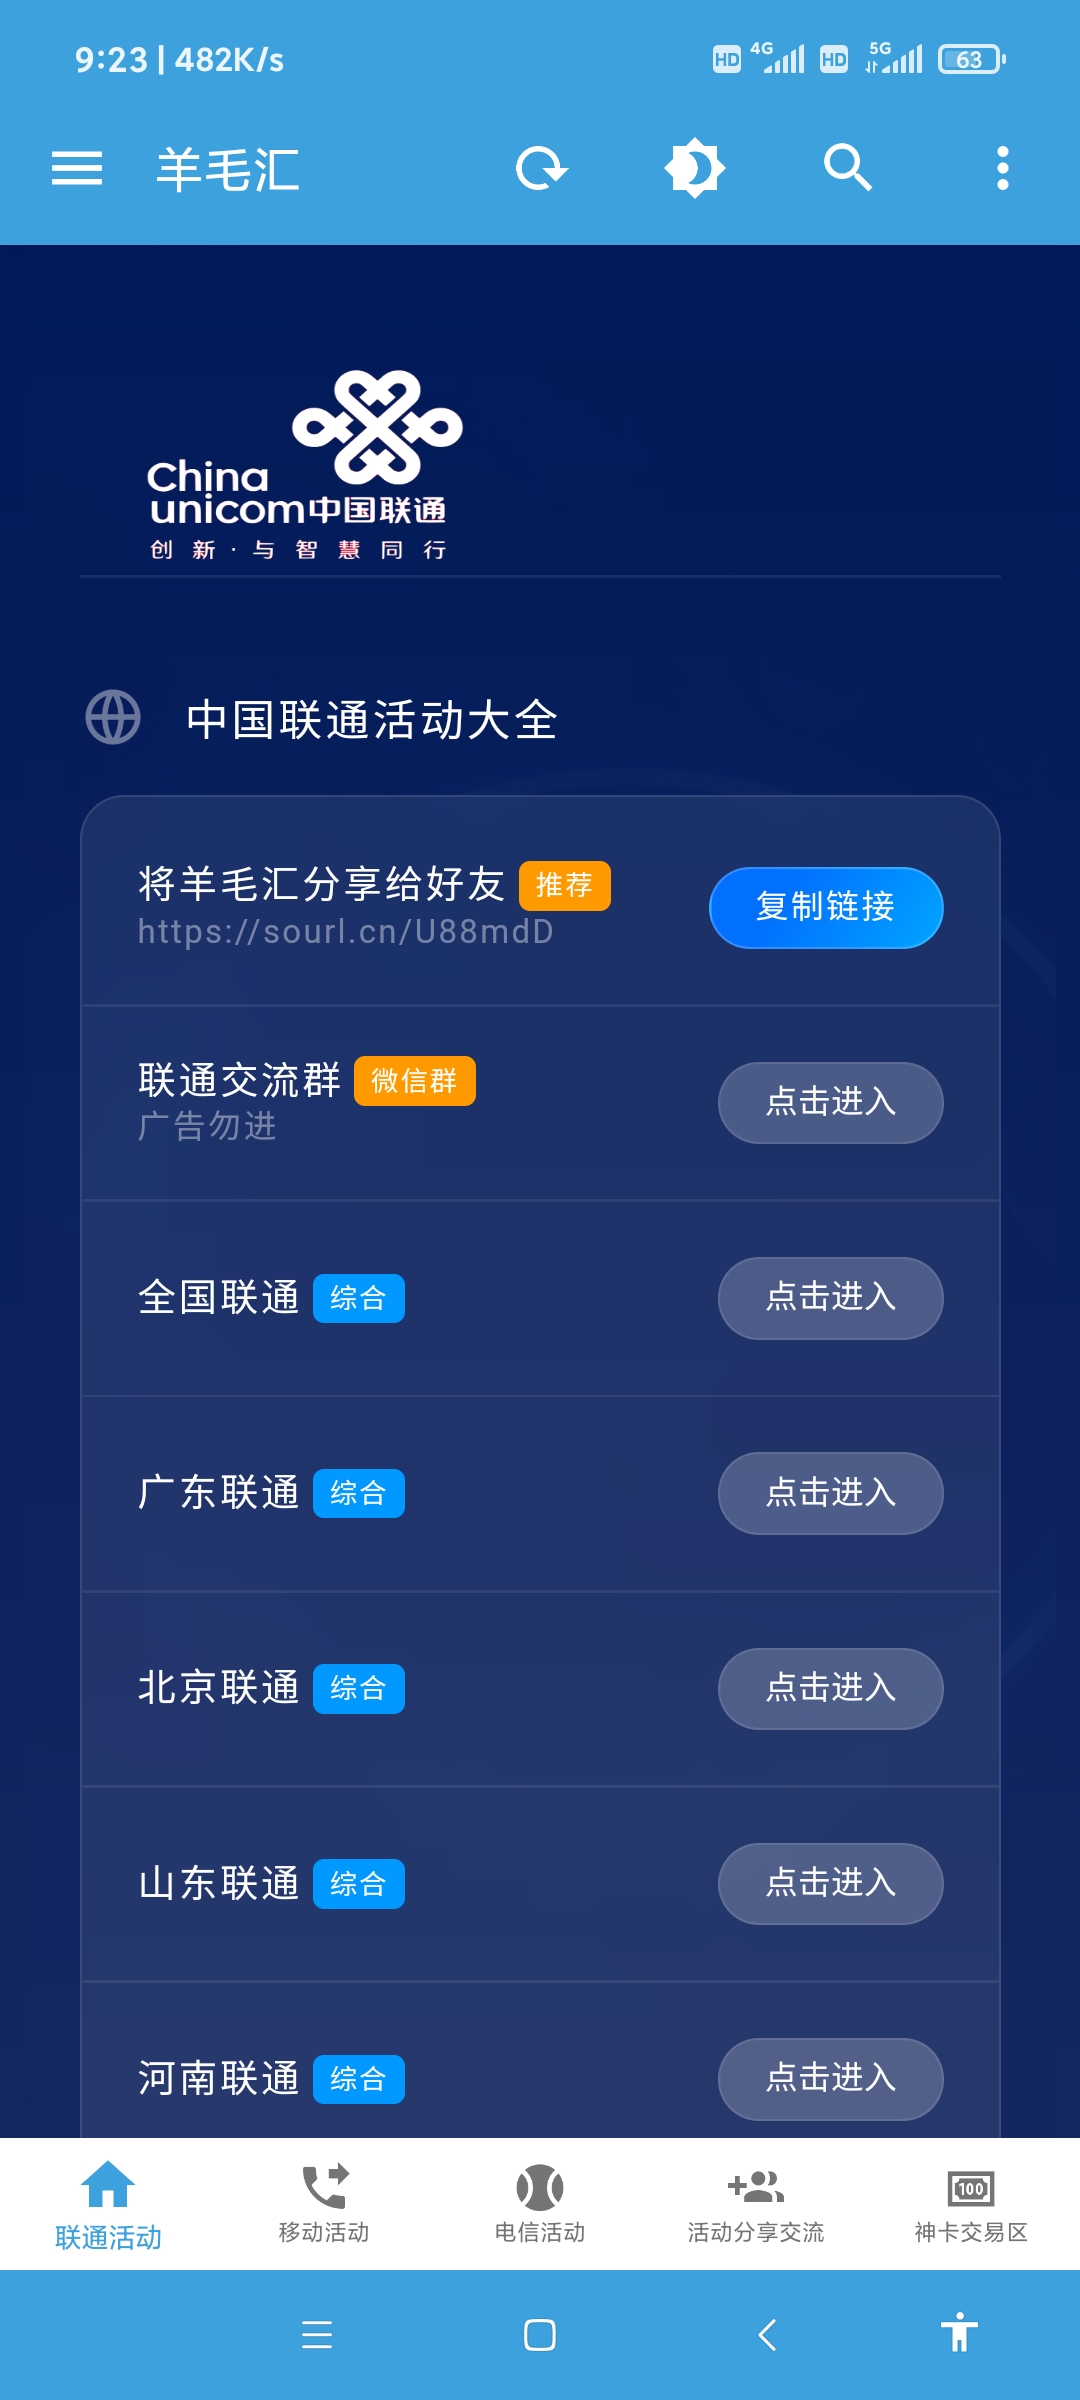 9:23 | 482K/s
HD 4G HD 5G 63
羊毛汇
China
unicom中国联通
创新·与智慧同行
中国联通活动大全
将羊毛汇分享给好友 推荐
https://sourl.cn/U88mdD
复制链接
联通交流群 微信群
广告勿进
点击进入
全国联通 综合
点击进入
广东联通 综合
点击进入
北京联通 综合
点击进入
山东联通 综合
点击进入
河南联通 综合
点击进入
100
联通活动 移动活动 电信活动 活动分享交流 神卡交易区